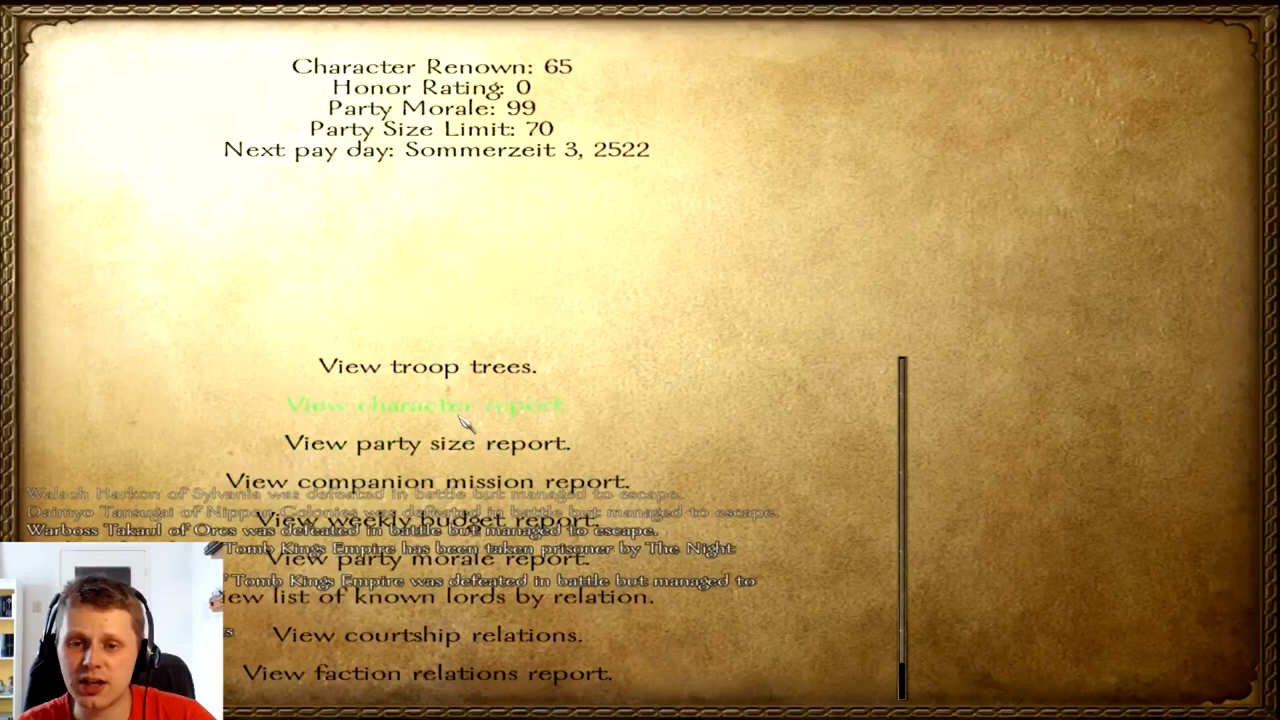 Character Renown: 65
Honor Rating: 0
Party Morale: 99
Party Size Limit: 70
Next pay day: Sommerzeit 3, 2522
View troop trees.
View character report.
View party size report.
View companion mission report.
Walach Harkon of Sylvania was defeated in battle but managed to escape.
Daimyo Tansugai of Nippon Colonies was defeated in battle but managed to escape.
View weekly budget report.
Warboss Takaul of Orcs was defeated in battle but managed to escape.
Tomb Kings Empire has been taken prisoner by The Night
View party morale report.
Tomb Kings Empire was defeated in battle but managed to
list of known lords by relation.
View courtship relations.
View faction relations report.